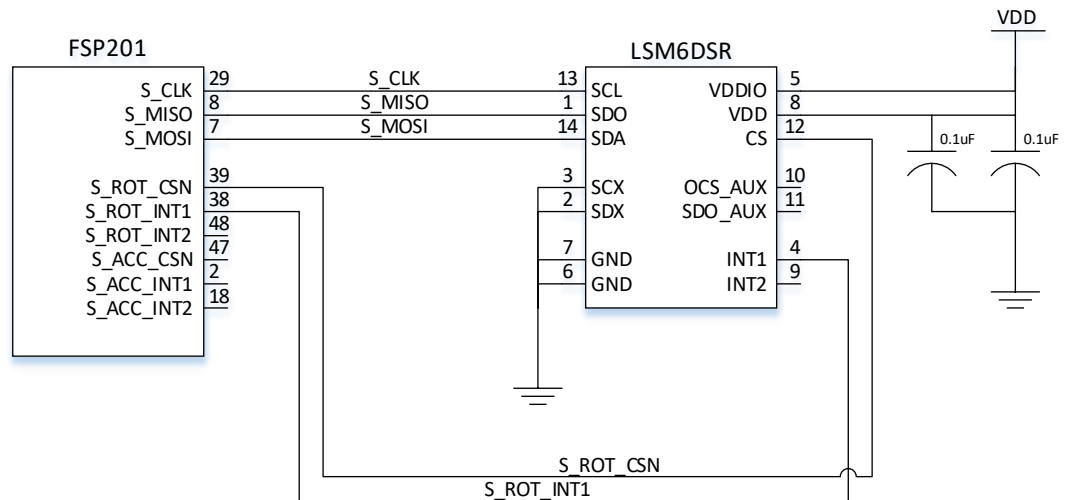 VDD
FSP201
LSM6DSR
S_CLK 29 S_CLK 13 SCL VDDIO 5
S_MISO 8 S_MISO 1 SDO VDD 8
S_MOSI 7 S_MOSI 14 SDA CS 12
0.1uF 0.1uF
S_ROT_CSN 39 3 SCX OCS_AUX 10
S_ROT_INT1 38 2 SDX SDO_AUX 11
S_ROT_INT2 48
S_ACC_CSN 47 7 GND INT1 4
S_ACC_INT1 2 6 GND INT2 9
S_ACC_INT2 18
S_ROT_CSN
S_ROT_INT1